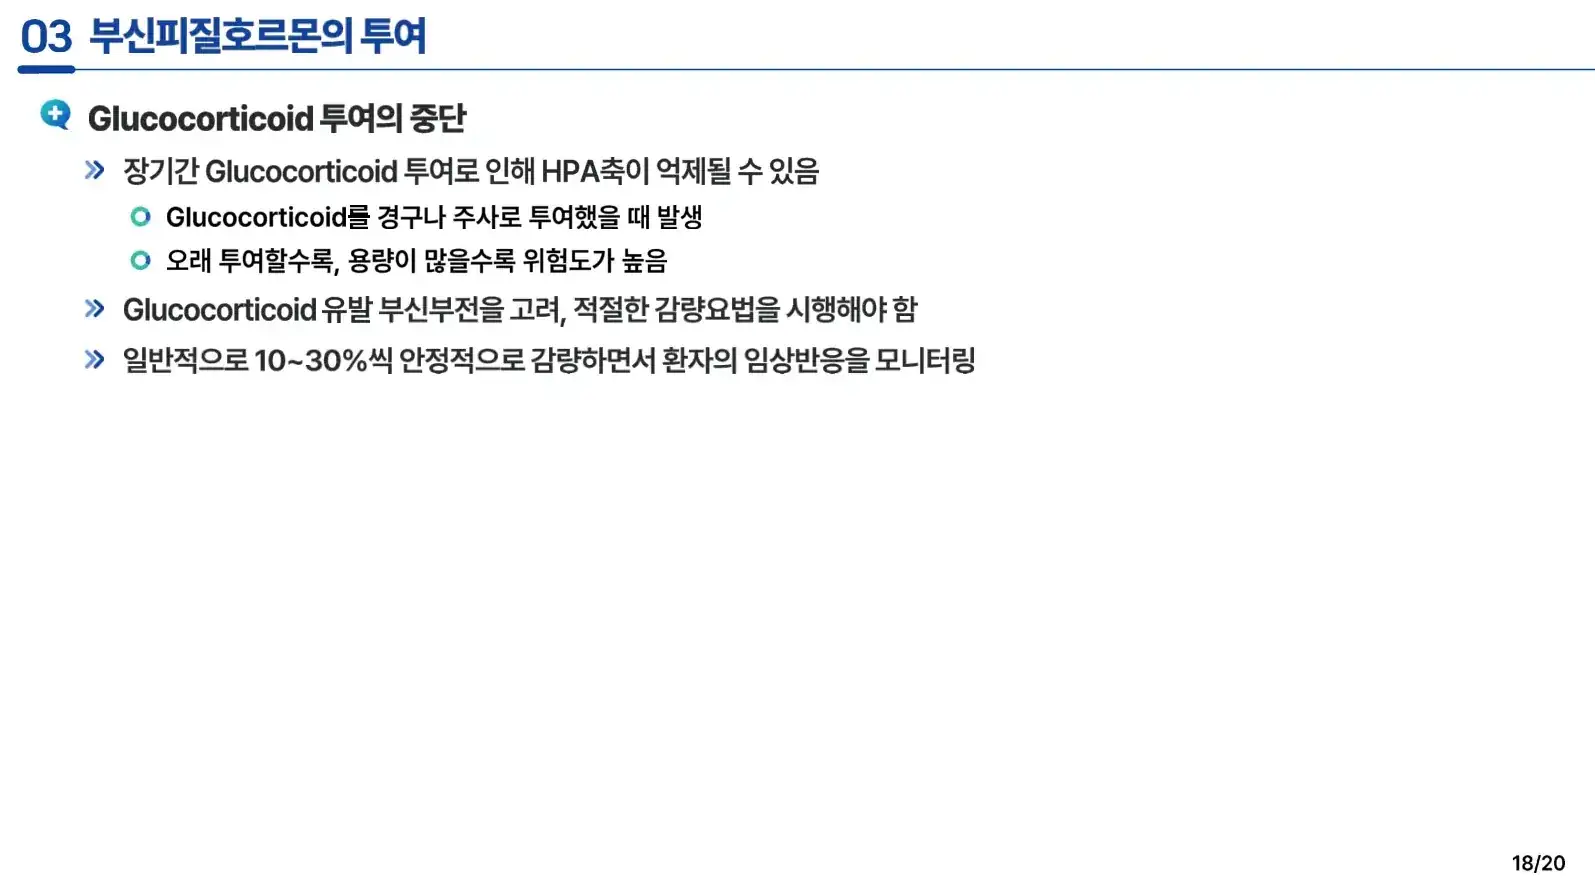 03 부신피질호르몬의 투여
Glucocorticoid 투여의 중단
장기간 Glucocorticoid 투여로 인해 HPA축이 억제될 수 있음
Glucocorticoid를 경구나 주사로 투여했을 때 발생
오래 투여할수록, 용량이 많을수록 위험도가 높음
Glucocorticoid 유발 부신부전을 고려, 적절한 감량요법을 시행해야 함
일반적으로 10~30%씩 안정적으로 감량하면서 환자의 임상반응을 모니터링
18/20